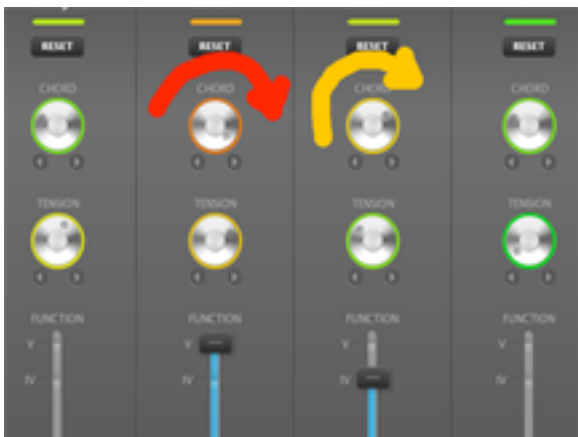 RESET RESET RESET RESET
CHORD CHORD CHORD CHORD
TENSION TENSION TENSION TENSION
FUNCTION FUNCTION FUNCTION FUNCTION
V V V V
IV IV IV IV